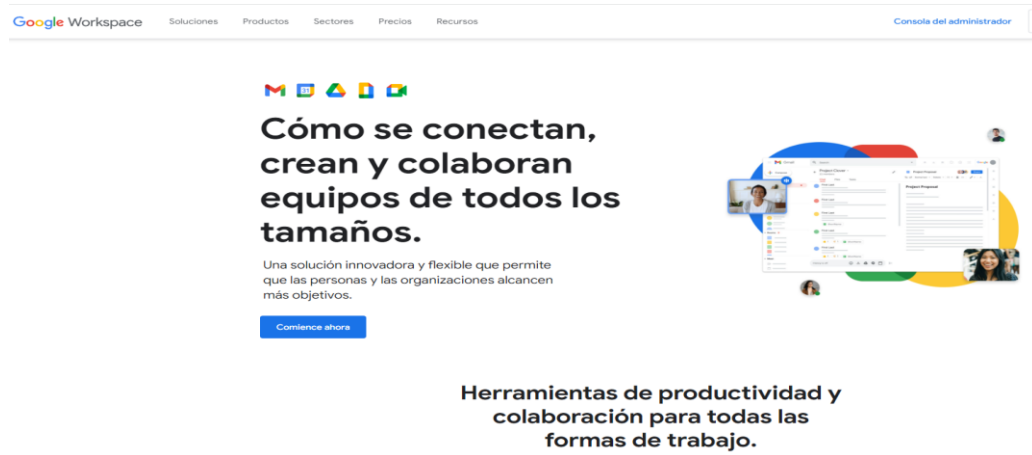 Google Workspace
Soluciones
Productos
Sectores
Precios
Recursos
Consola del administrador
Cómo se conectan,
crean y colaboran
equipos de todos los
tamaños.
Una solución innovadora y flexible que permite
que las personas y las organizaciones alcancen
más objetivos.
Comience ahora
Project Clover
Project Proposal
Herramientas de productividad y
colaboración para todas las
formas de trabajo.